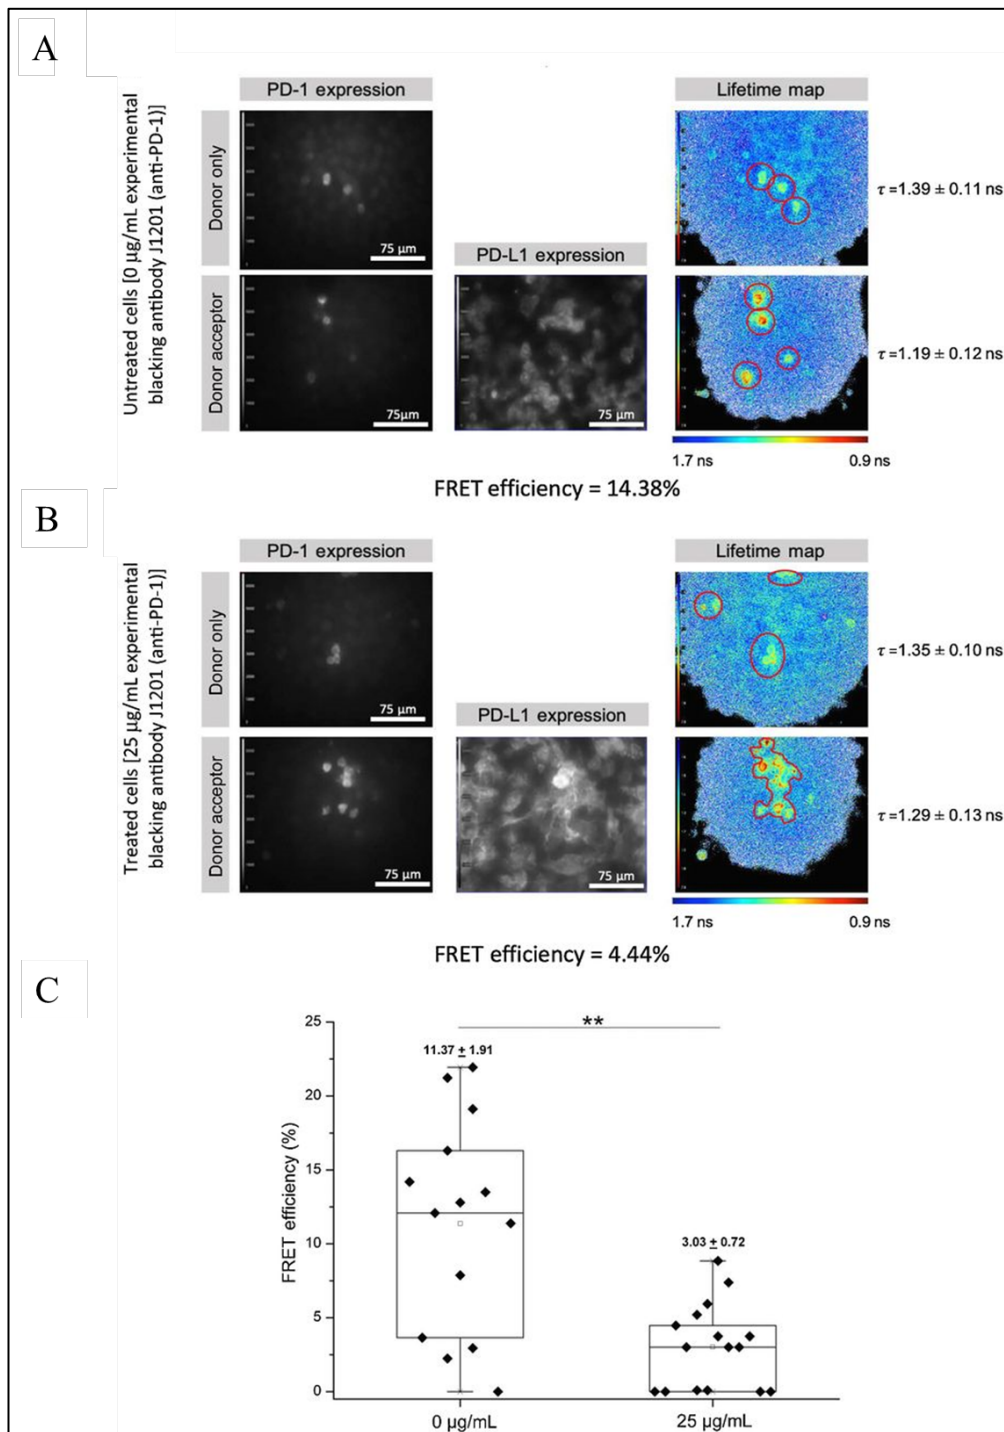 A
PD-1 expression
Lifetime map
Untreated cells [0 µg/mL experimental
blacking antibody J1201 (anti-PD-1)]
Donor only
75 µm
τ =1.39 ± 0.11 ns
PD-L1 expression
Donor acceptor
75µm
75 µm
τ =1.19 ± 0.12 ns
1.7 ns
0.9 ns
FRET efficiency = 14.38%
B
PD-1 expression
Lifetime map
Treated cells [25 µg/mL experimental
blacking antibody J1201 (anti-PD-1)]
Donor only
75 µm
τ =1.35 ± 0.10 ns
PD-L1 expression
Donor acceptor
75 µm
75 µm
τ =1.29 ± 0.13 ns
1.7 ns
0.9 ns
FRET efficiency = 4.44%
C
FRET efficiency (%)
25
20
15
10
5
0
**
11.37 ± 1.91
3.03 ± 0.72
0 µg/mL
25 µg/mL